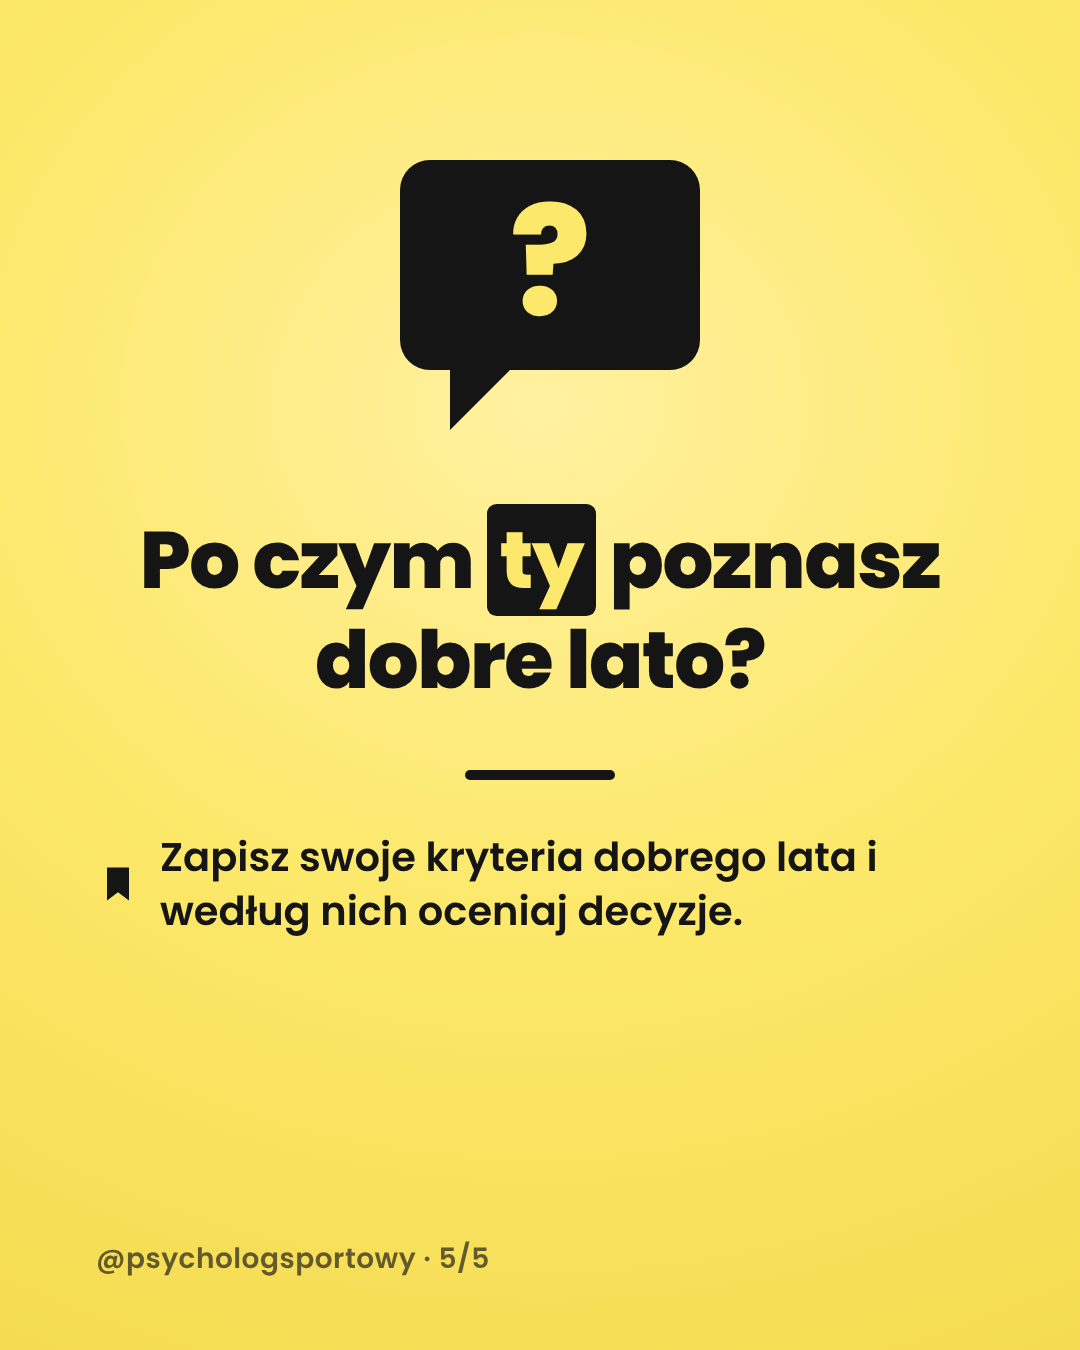 ?
Po czym ty poznasz
dobre lato?
Zapisz swoje kryteria dobrego lata i
według nich oceniaj decyzje.
@psychologsportowy · 5/5